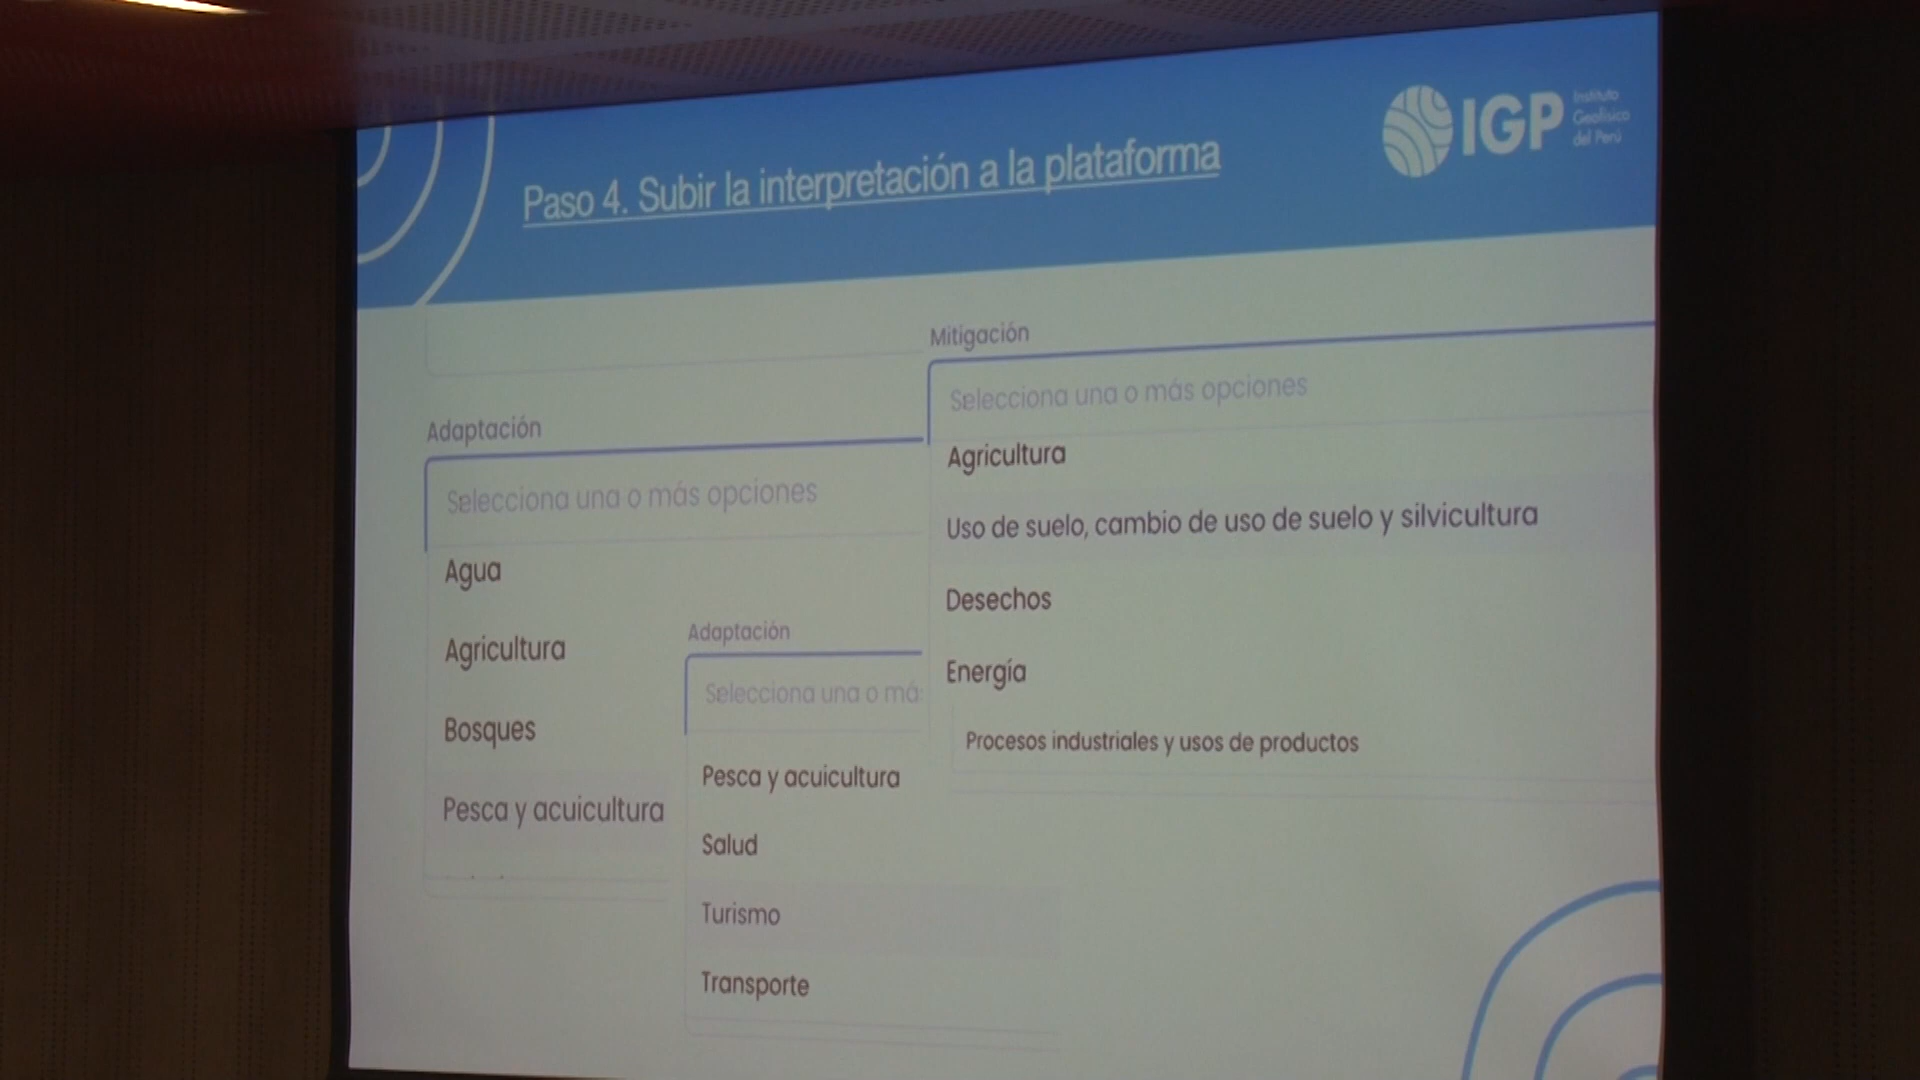 Paso 4. Subir la interpretación a la plataforma
IGP
Instituto
Geofísico
del Perú
Mitigación
Selecciona una o más opciones
Agricultura
Uso de suelo, cambio de uso de suelo y silvicultura
Desechos
Energía
Procesos industriales y usos de productos
Adaptación
Selecciona una o más opciones
Agua
Agricultura
Bosques
Pesca y acuicultura
Adaptación
Selecciona una o má
Pesca y acuicultura
Salud
Turismo
Transporte